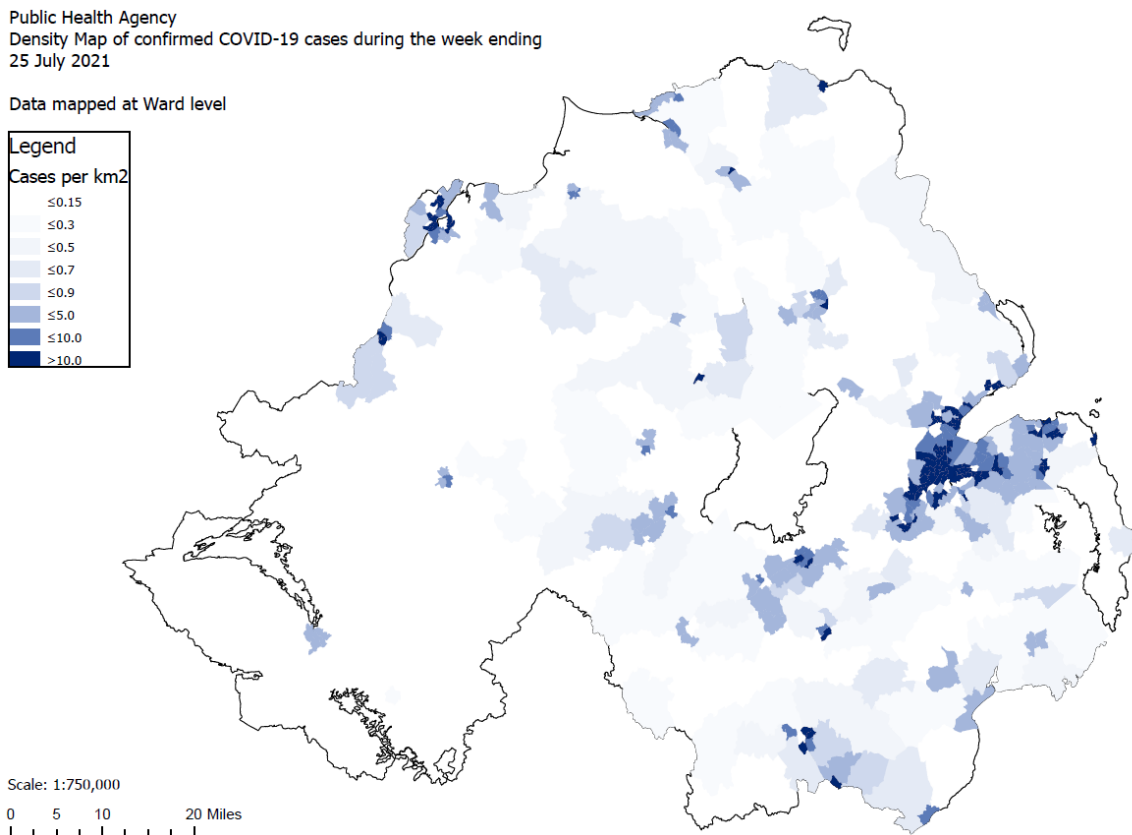 Public Health Agency
Density Map of confirmed COVID-19 cases during the week ending
25 July 2021
Data mapped at Ward level
Legend
Cases per km2
≤0.15
≤0.3
≤0.5
≤0.7
≤0.9
≤5.0
≤10.0
>10.0
Scale: 1:750,000
0 5 10 20 Miles